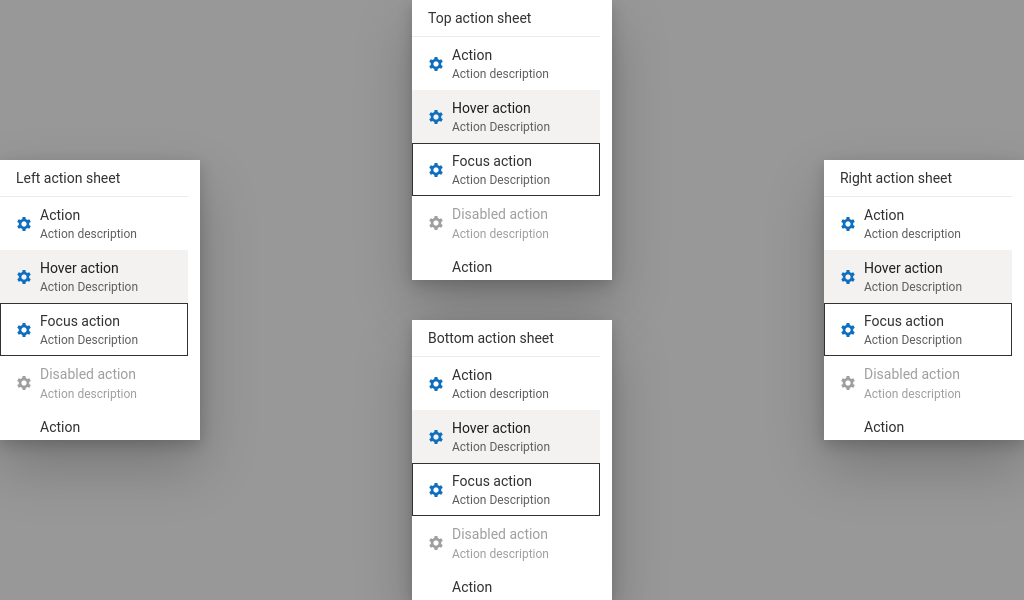 Top action sheet
Action
Action description
Hover action
Action Description
Focus action
Action Description
Disabled action
Action description
Action
Left action sheet
Action
Action description
Hover action
Action Description
Focus action
Action Description
Disabled action
Action description
Action
Right action sheet
Action
Action description
Hover action
Action Description
Focus action
Action Description
Disabled action
Action description
Action
Bottom action sheet
Action
Action description
Hover action
Action Description
Focus action
Action Description
Disabled action
Action description
Action